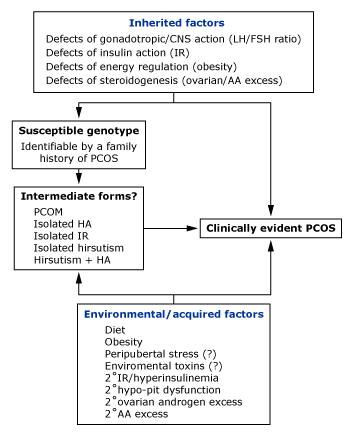 Inherited factors
Defects of gonadotropic/CNS action (LH/FSH ratio)
Defects of insulin action (IR)
Defects of energy regulation (obesity)
Defects of steroidogenesis (ovarian/AA excess)
Susceptible genotype
Identifiable by a family
history of PCOS
Intermediate forms?
PCOM
Isolated HA
Isolated IR
Isolated hirsutism
Hirsutism + HA
Clinically evident PCOS
Environmental/acquired factors
Diet
Obesity
Peripubertal stress (?)
Enviromental toxins (?)
2°IR/hyperinsulinemia
2°hypo-pit dysfunction
2°ovarian androgen excess
2°AA excess